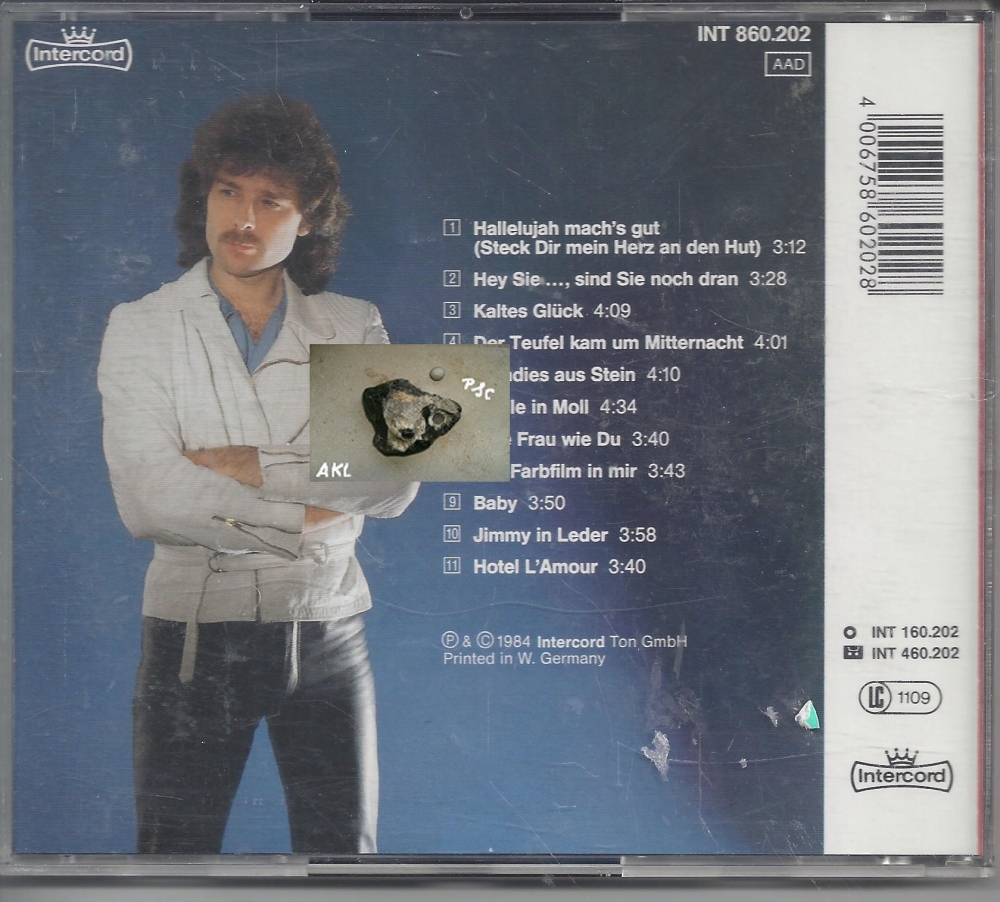 Intercord
INT 860.202
AAD
1 Hallelujah mach's gut
(Steck Dir mein Herz an den Hut) 3:12
2 Hey Sie ..., sind Sie noch dran 3:28
3 Kaltes Glück 4:09
4 Der Teufel kam um Mitternacht 4:01
aus Stein 4:10
in Moll 4:34
Frau wie Du 3:40
Farbfilm in mir 3:43
9 Baby 3:50
10 Jimmy in Leder 3:58
11 Hotel L'Amour 3:40
PSC
AKL
Ⓟ & © 1984 Intercord Ton GmbH
Printed in W. Germany
4 006758 602028
INT 160.202
INT 460.202
LC 1109
Intercord